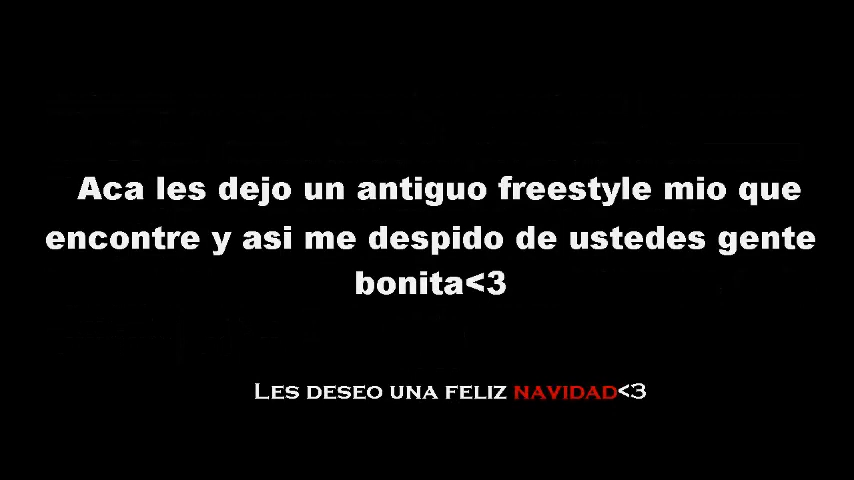 Aca les dejo un antiguo freestyle mio que
encontre y asi me despido de ustedes gente
bonita<3
Les deseo una feliz navidad<3